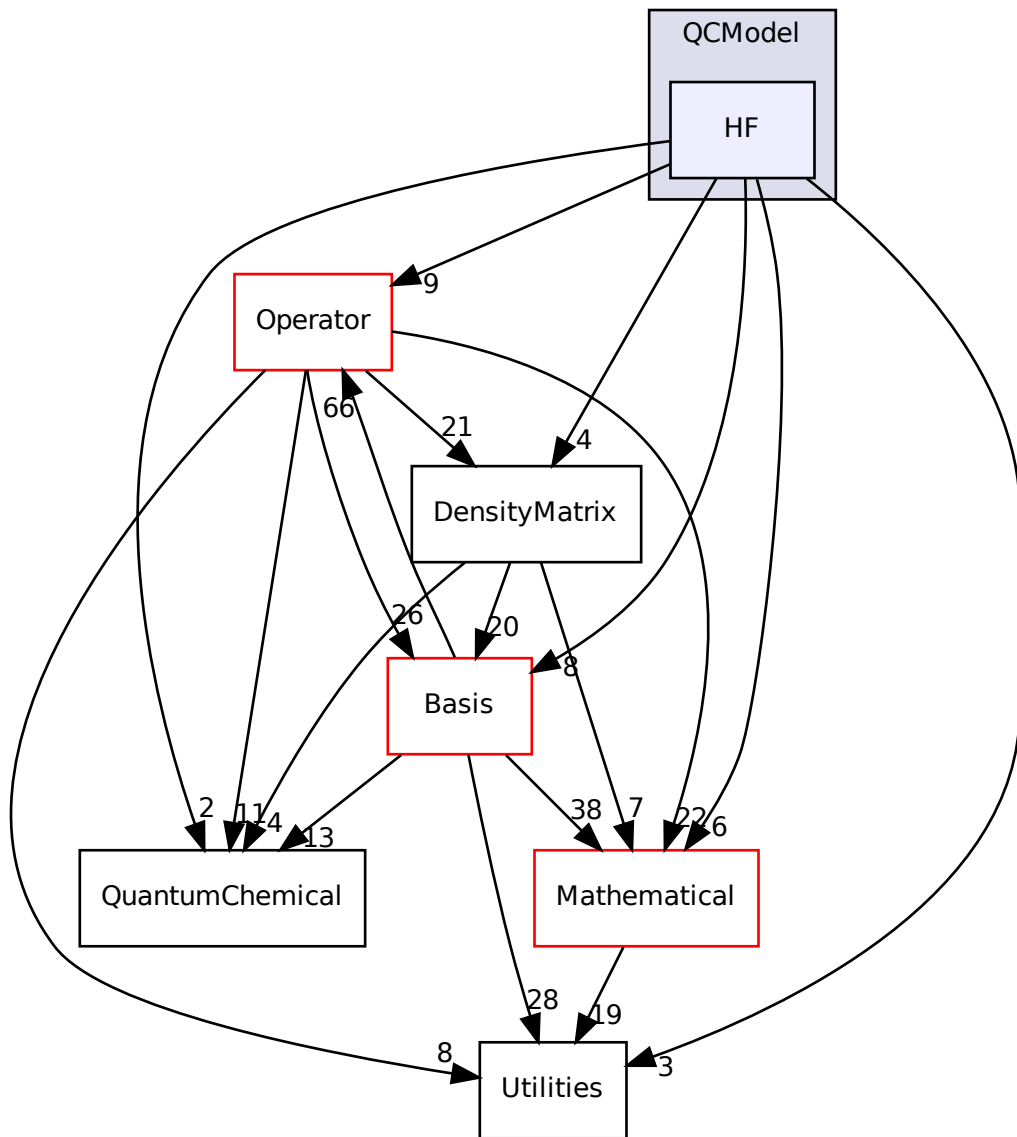 QCModel
HF
9
Operator
66
21
4
DensityMatrix
26
20
8
Basis
2
11
4
13
38
7
22
6
QuantumChemical
Mathematical
28
19
8
3
Utilities